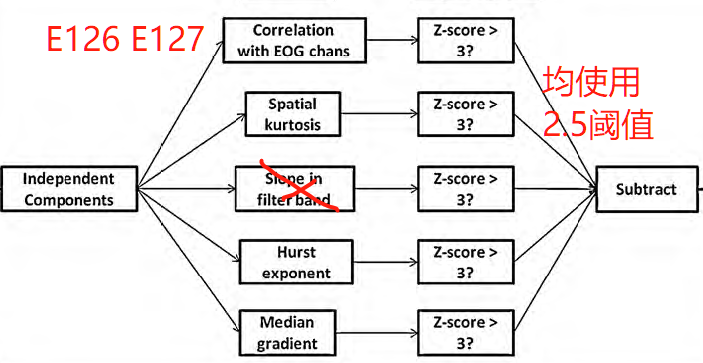 E126 E127
Correlation
with EOG chans
Z-score >
3?
均使用
2.5阈值
Spatial
kurtosis
Z-score >
3?
Independent
Components
Slope in
filter band
Z-score >
3?
Subtract
Hurst
exponent
Z-score >
3?
Median
gradient
Z-score >
3?